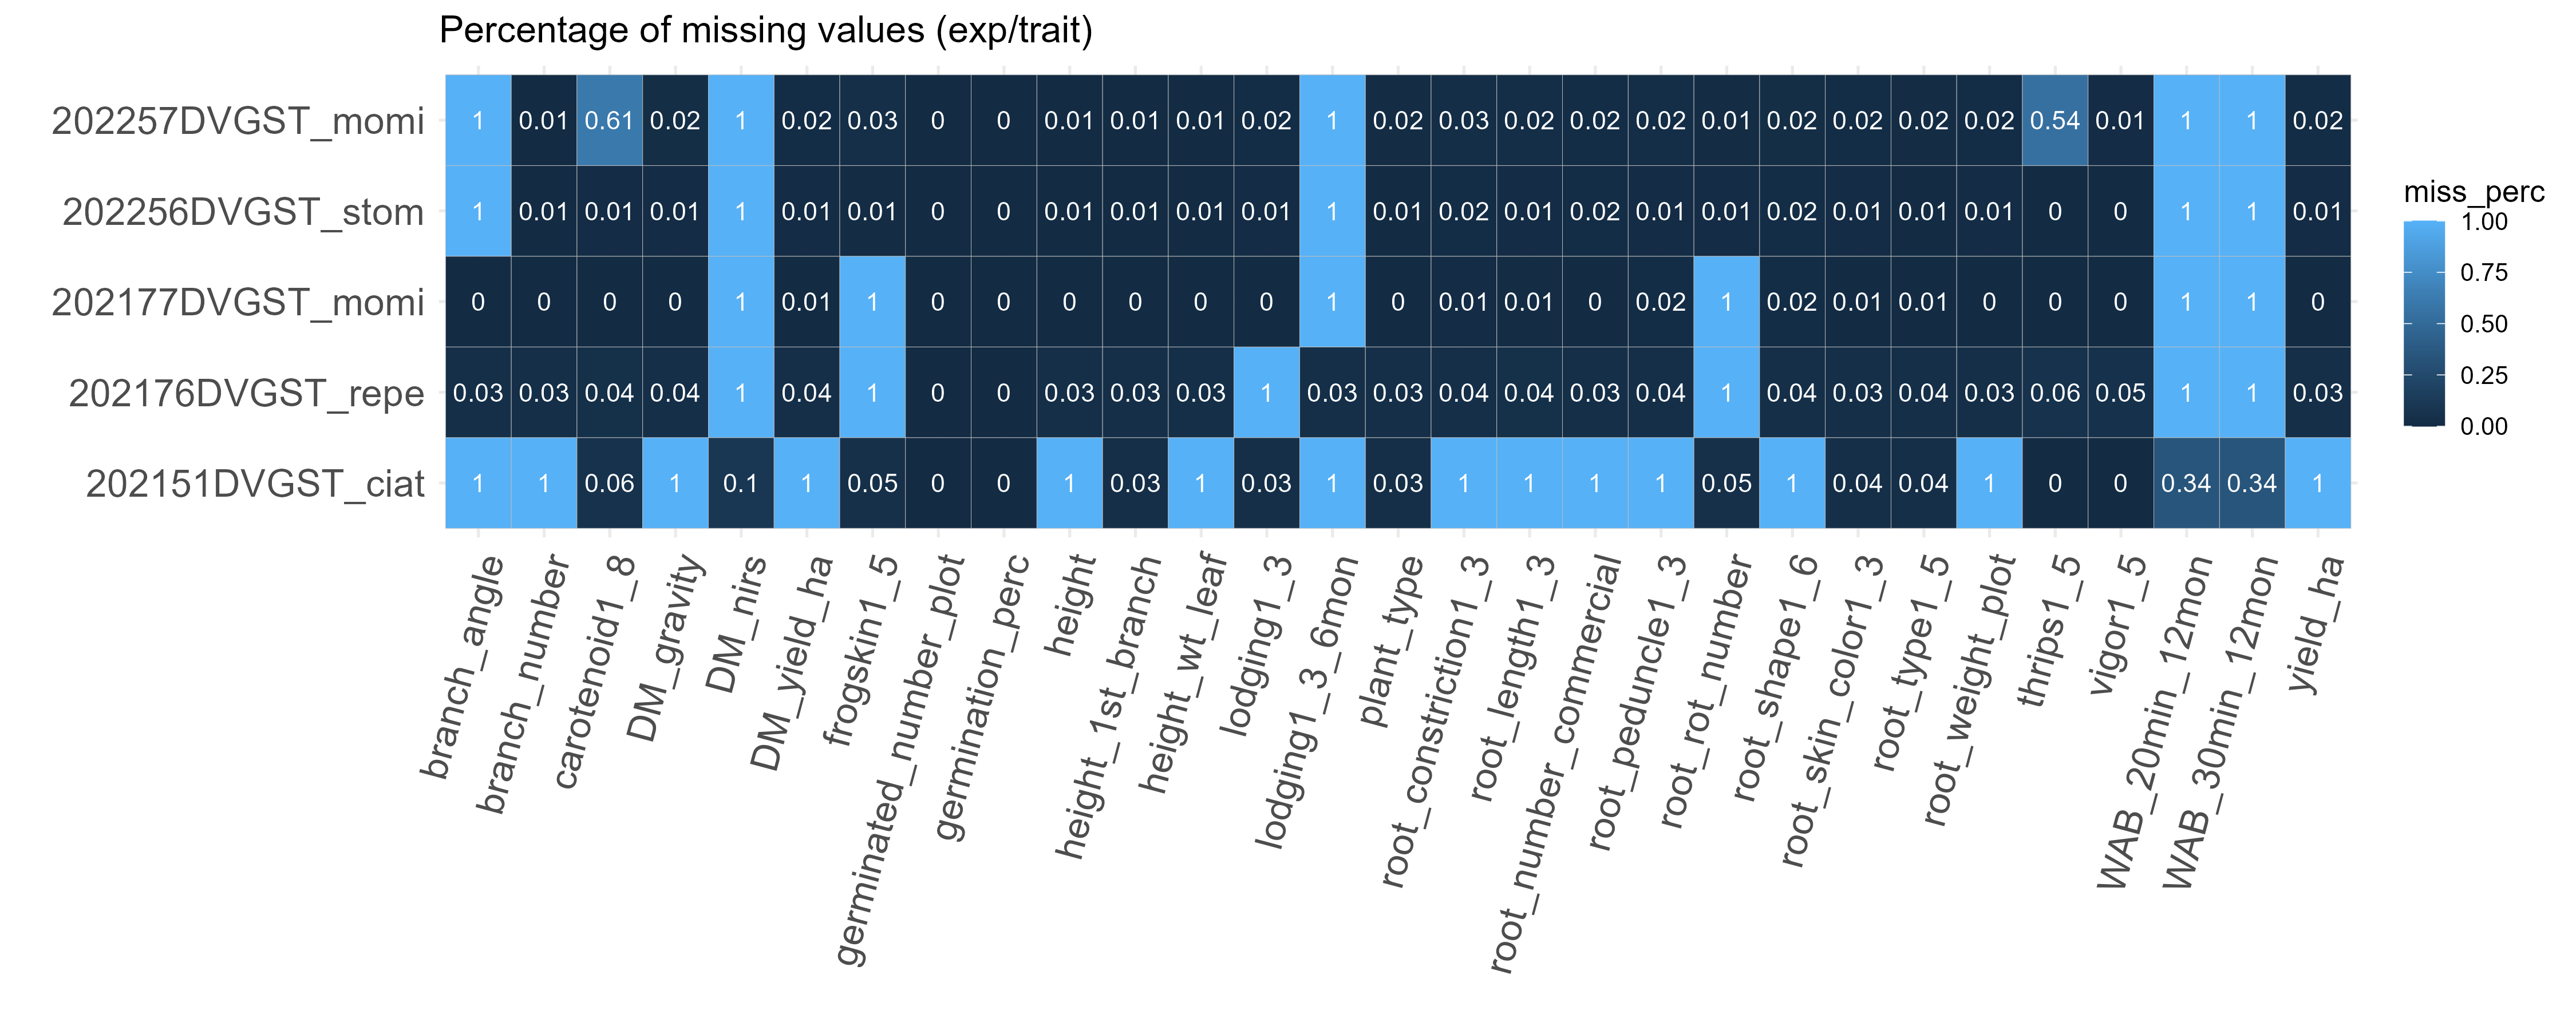 Percentage of missing values (exp/trait)
202257DVGST_momi 1 0.01 0.61 0.02 1 0.02 0.03 0 0 0.01 0.01 0.01 0.02 1 0.02 0.03 0.02 0.02 0.02 0.01 0.02 0.02 0.02 0.02 0.54 0.01 1 1 0.02
202256DVGST_stom 1 0.01 0.01 0.01 1 0.01 0.01 0 0 0.01 0.01 0.01 0.01 1 0.01 0.02 0.01 0.02 0.01 0.01 0.02 0.01 0.01 0.01 0 0 1 1 0.01
202177DVGST_momi 0 0 0 0 1 0.01 1 0 0 0 0 0 0 1 0 0.01 0.01 0 0.02 1 0.02 0.01 0.01 0 0 0 1 1 0
202176DVGST_repe 0.03 0.03 0.04 0.04 1 0.04 1 0 0 0.03 0.03 0.03 1 0.03 0.03 0.04 0.04 0.03 0.04 1 0.04 0.03 0.04 0.03 0.06 0.05 1 1 0.03
202151DVGST_ciat 1 1 0.06 1 0.1 1 0.05 0 0 1 0.03 1 0.03 1 0.03 1 1 1 1 0.05 1 0.04 0.04 1 0 0 0.34 0.34 1
branch_angle
branch_number
carotenoid1_8
DM_gravity
DM_nirs
DM_yield_ha
frogskin1_5
germinated_number_plot
germination_perc
height
height_1st_branch
height_wt_leaf
lodging1_3
lodging1_3_6mon
plant_type
root_constriction1_3
root_length1_3
root_number_commercial
root_peduncle1_3
root_rot_number
root_shape1_6
root_skin_color1_3
root_type1_5
root_weight_plot
thrips1_5
vigor1_5
WAB_20min_12mon
WAB_30min_12mon
yield_ha
miss_perc
1.00
0.75
0.50
0.25
0.00